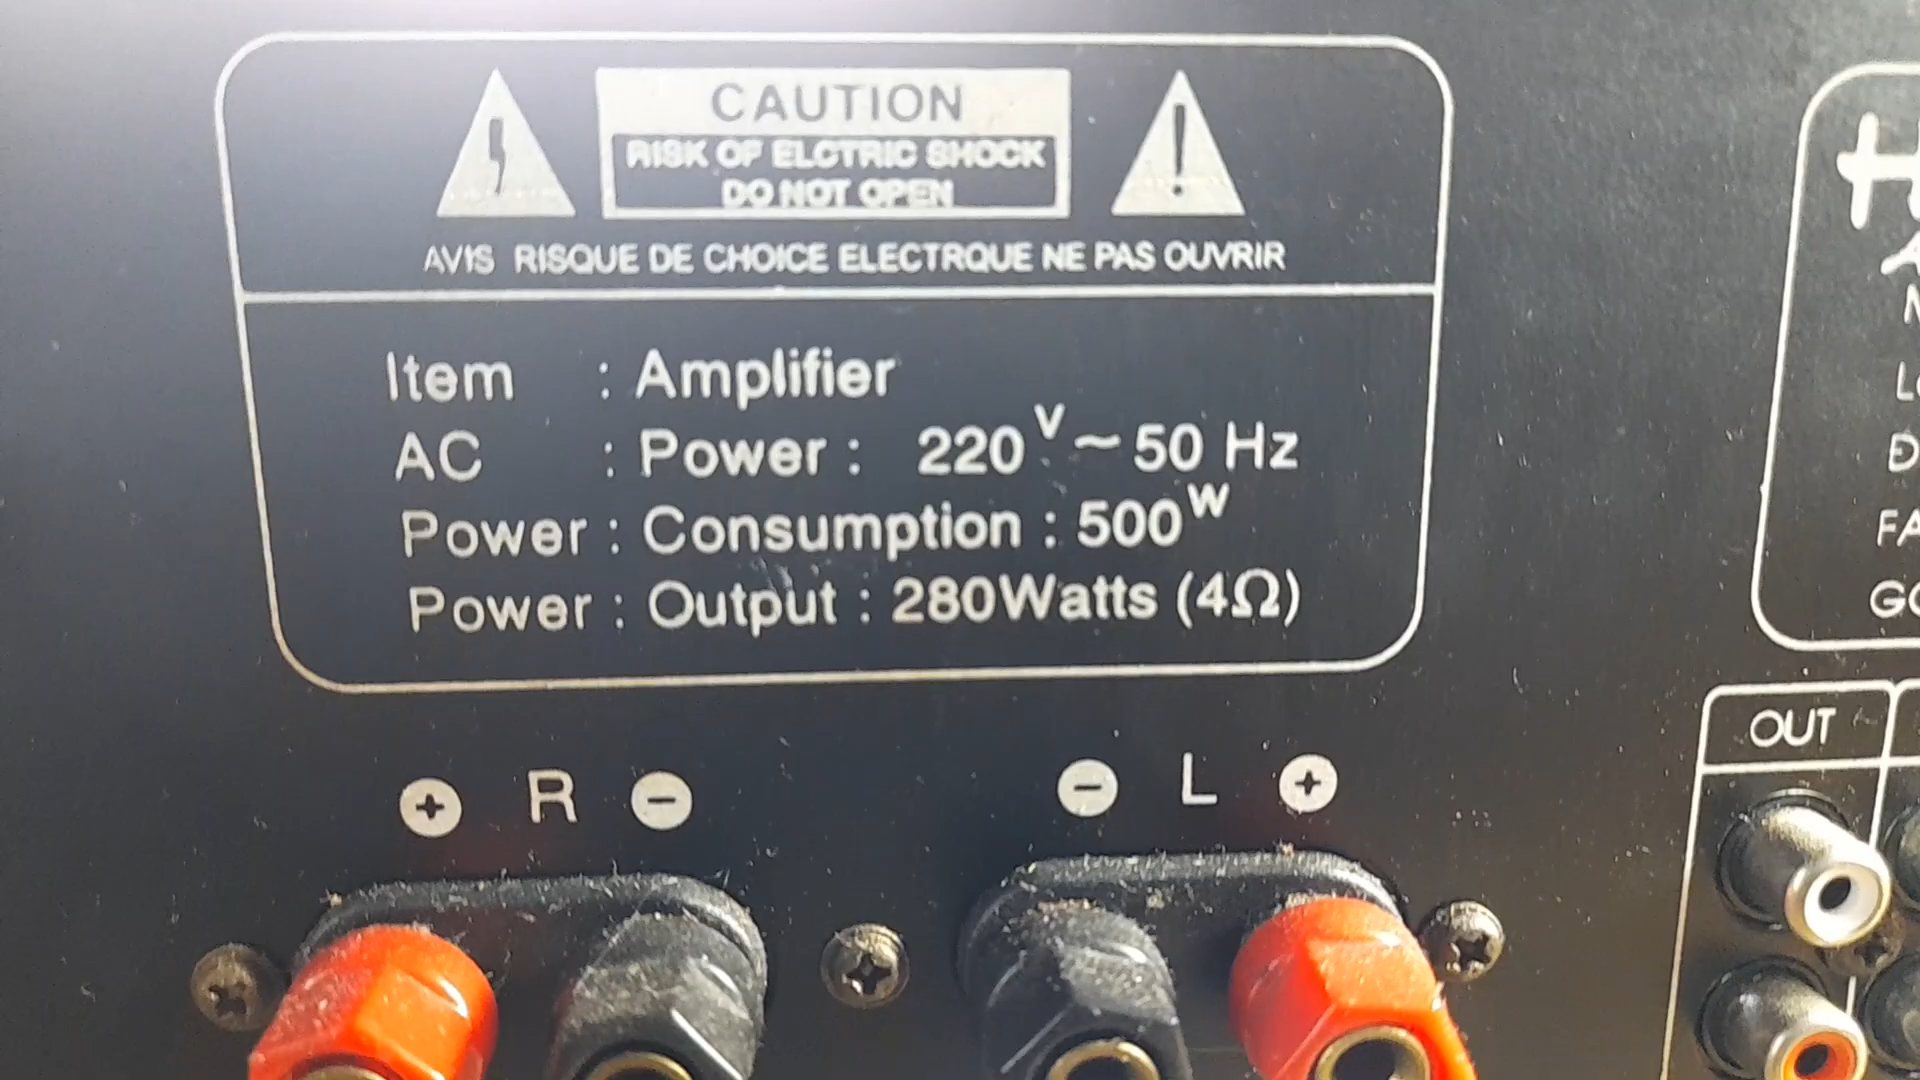 CAUTION
RISK OF ELCTRIC SHOCK
DO NOT OPEN
AVIS RISQUE DE CHOICE ELECTRQUE NE PAS OUVRIR
Item : Amplifier
AC : Power : 220V~50 Hz
Power : Consumption : 500W
Power : Output : 280Watts (4Ω)
+ R -
- L +
OUT